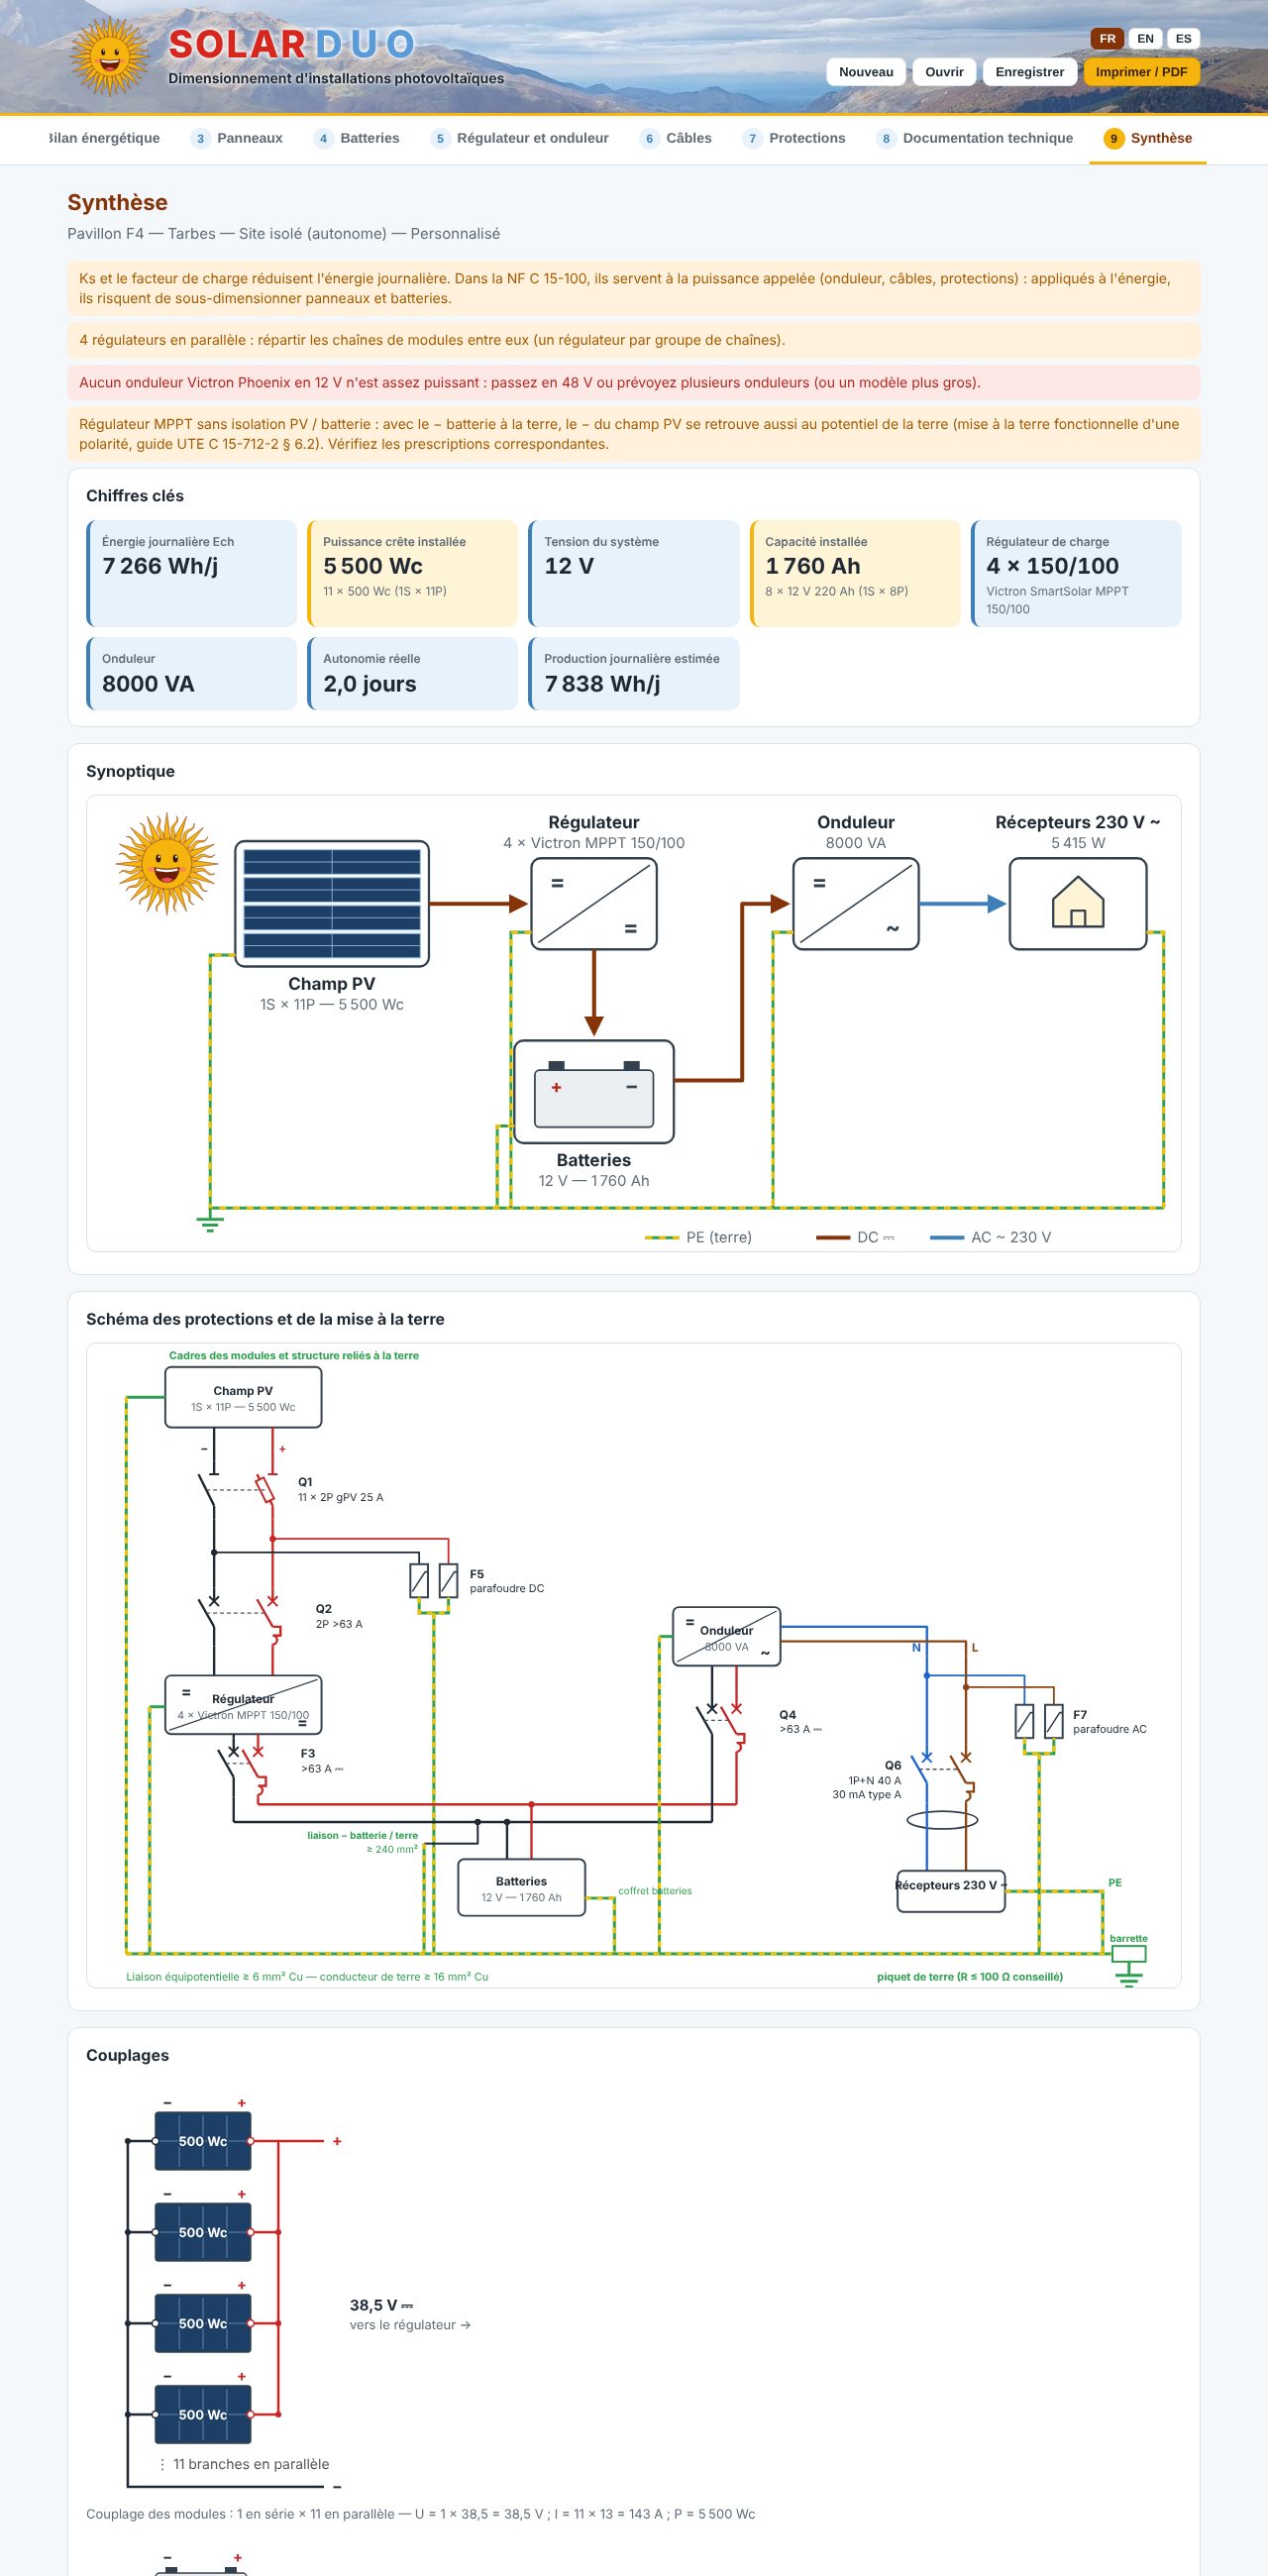 SOLAR DUO
Dimensionnement d'installations photovoltaïques
FR EN ES
Nouveau Ouvrir Enregistrer Imprimer / PDF
Bilan énergétique 3 Panneaux 4 Batteries 5 Régulateur et onduleur 6 Câbles 7 Protections 8 Documentation technique 9 Synthèse
Synthèse
Pavillon F4 — Tarbes — Site isolé (autonome) — Personnalisé
Ks et le facteur de charge réduisent l'énergie journalière. Dans la NF C 15-100, ils servent à la puissance appelée (onduleur, câbles, protections) : appliqués à l'énergie,
ils risquent de sous-dimensionner panneaux et batteries.
4 régulateurs en parallèle : répartir les chaînes de modules entre eux (un régulateur par groupe de chaînes).
Aucun onduleur Victron Phoenix en 12 V n'est assez puissant : passez en 48 V ou prévoyez plusieurs onduleurs (ou un modèle plus gros).
Régulateur MPPT sans isolation PV / batterie : avec le − batterie à la terre, le − du champ PV se retrouve aussi au potentiel de la terre (mise à la terre fonctionnelle d'une
polarité, guide UTE C 15-712-2 § 6.2). Vérifiez les prescriptions correspondantes.
Chiffres clés
Énergie journalière Ech
7 266 Wh/j
Puissance crête installée
5 500 Wc
11 × 500 Wc (1S × 11P)
Tension du système
12 V
Capacité installée
1 760 Ah
8 × 12 V 220 Ah (1S × 8P)
Régulateur de charge
4 × 150/100
Victron SmartSolar MPPT
150/100
Onduleur
8000 VA
Autonomie réelle
2,0 jours
Production journalière estimée
7 838 Wh/j
Synoptique
Régulateur
4 × Victron MPPT 150/100
Onduleur
8000 VA
Récepteurs 230 V ~
5 415 W
= =
= ~
Champ PV
1S × 11P — 5 500 Wc
+ −
Batteries
12 V — 1 760 Ah
PE (terre) DC ⎓ AC ~ 230 V
Schéma des protections et de la mise à la terre
Cadres des modules et structure reliés à la terre
Champ PV
1S × 11P — 5 500 Wc
− +
Q1
11 × 2P gPV 25 A
F5
parafoudre DC
Q2
2P >63 A
=
Onduleur
8000 VA
~
N L
=
Régulateur
4 × Victron MPPT 150/100
=
Q4
>63 A ⎓
F7
parafoudre AC
F3
>63 A ⎓
Q6
1P+N 40 A
30 mA type A
liaison − batterie / terre
≥ 240 mm²
Batteries
12 V — 1 760 Ah
coffret batteries
Récepteurs 230 V ~
PE
barrette
Liaison équipotentielle ≥ 6 mm² Cu — conducteur de terre ≥ 16 mm² Cu
piquet de terre (R ≤ 100 Ω conseillé)
Couplages
− +
500 Wc
+
− +
500 Wc
− +
500 Wc
38,5 V ⎓
vers le régulateur →
− +
500 Wc
⋮ 11 branches en parallèle
−
Couplage des modules : 1 en série × 11 en parallèle — U = 1 × 38,5 = 38,5 V ; I = 11 × 13 = 143 A ; P = 5 500 Wc
− +